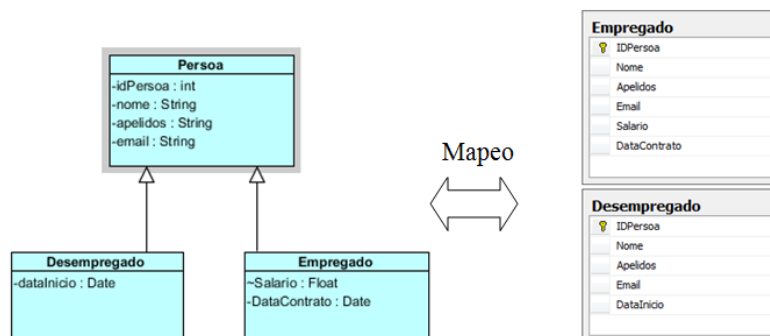 Persoa
-idPersoa : int
-nome : String
-apelidos : String
-email : String
Desempregado
-dataInicio : Date
Empregado
~Salario : Float
-DataContrato : Date
Mapeo
Empregado
IDPersoa
Nome
Apelidos
Email
Salario
DataContrato
Desempregado
IDPersoa
Nome
Apelidos
Email
DataInicio